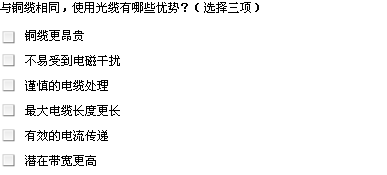 与铜缆相同，使用光缆有哪些优势？（选择三项）
铜缆更昂贵
不易受到电磁干扰
谨慎的电缆处理
最大电缆长度更长
有效的电流传递
潜在带宽更高